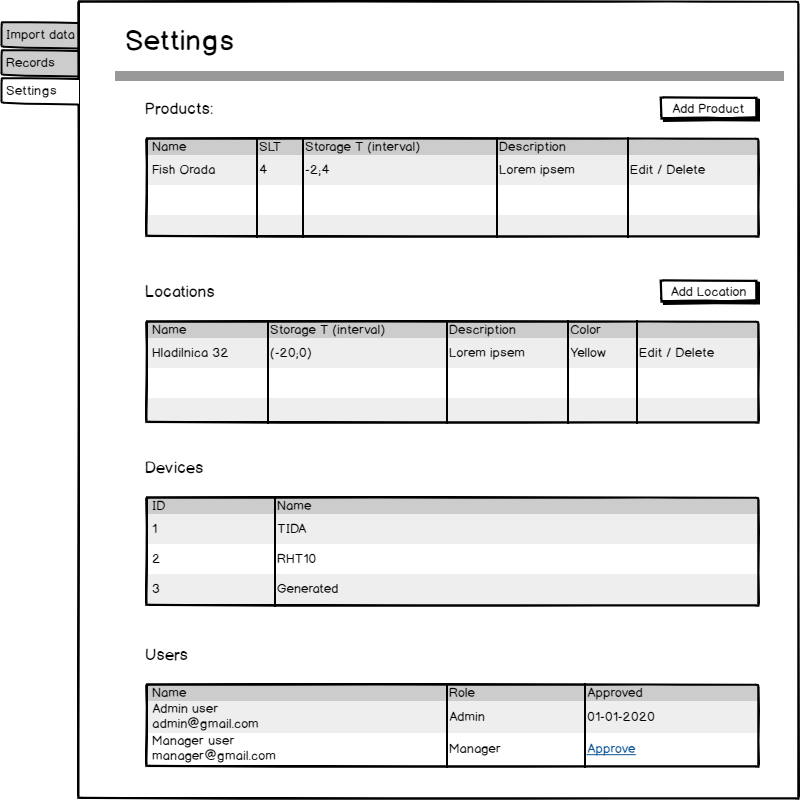 Import data
Records
Settings
Settings
Products:
Add Product
Name SLT Storage T (interval) Description
Fish Orada 4 -2;4 Lorem ipsem Edit / Delete
Locations
Add Location
Name Storage T (interval) Description Color
Hladilnica 32 (-20;0) Lorem ipsem Yellow Edit / Delete
Devices
ID Name
1 TIDA
2 RHT10
3 Generated
Users
Name Role Approved
Admin user
admin@gmail.com Admin 01-01-2020
Manager user
manager@gmail.com Manager Approve